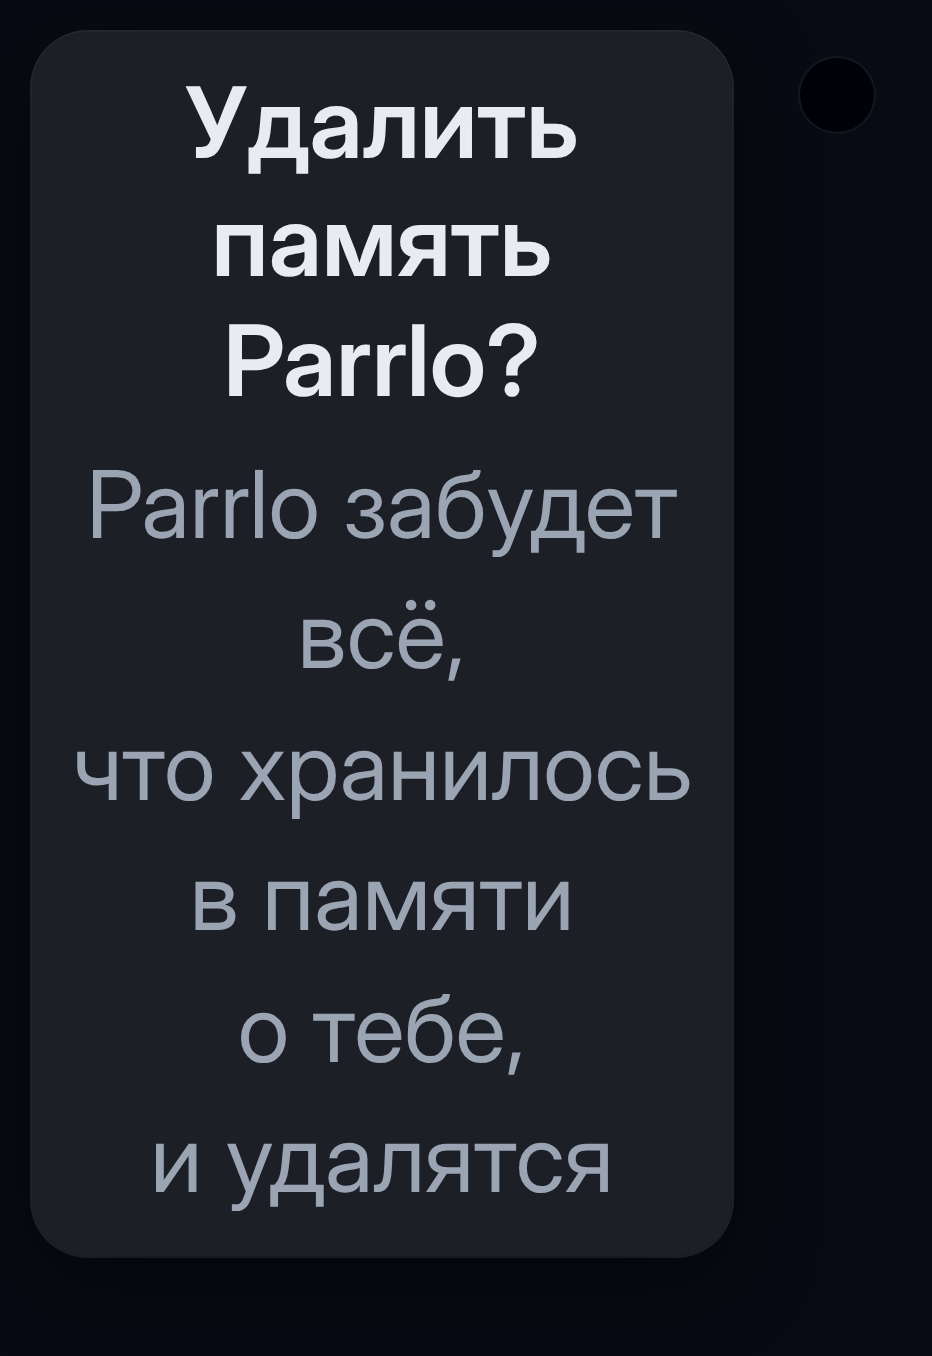 Удалить
память
Parrlo?
Parrlo забудет
всё,
что хранилось
в памяти
о тебе,
и удалятся